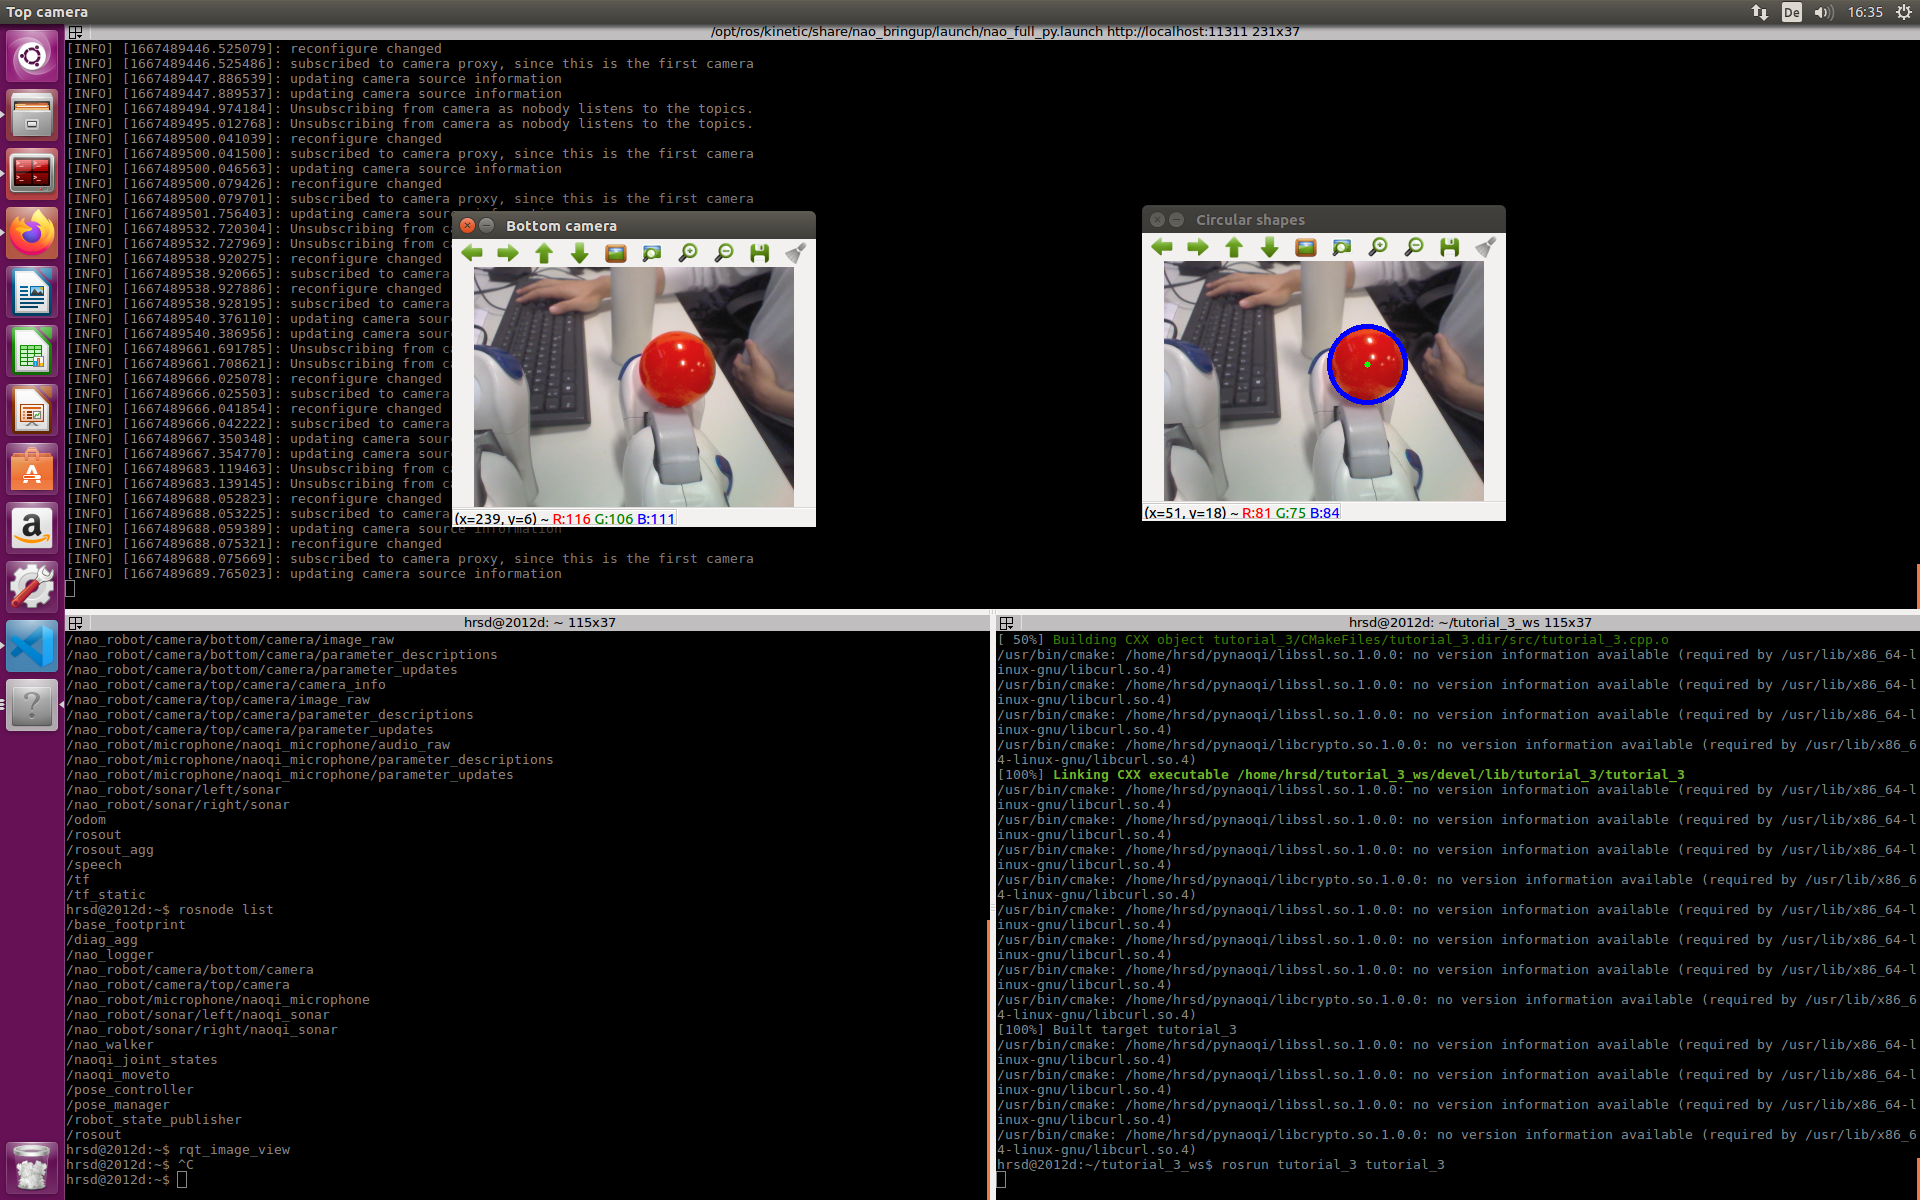 Top camera
De
16:35
/opt/ros/kinetic/share/nao_bringup/launch/nao_full_py.launch http://localhost:11311 231x37
[INFO] [1667489446.525079]: reconfigure changed
[INFO] [1667489446.525486]: subscribed to camera proxy, since this is the first camera
[INFO] [1667489447.886539]: updating camera source information
[INFO] [1667489447.889537]: updating camera source information
[INFO] [1667489494.974184]: Unsubscribing from camera as nobody listens to the topics.
[INFO] [1667489495.012768]: Unsubscribing from camera as nobody listens to the topics.
[INFO] [1667489500.041039]: reconfigure changed
[INFO] [1667489500.041500]: subscribed to camera proxy, since this is the first camera
[INFO] [1667489500.046563]: updating camera source information
[INFO] [1667489500.079426]: reconfigure changed
[INFO] [1667489500.079701]: subscribed to camera proxy, since this is the first camera
[INFO] [1667489501.756403]: updating camera sour
[INFO] [1667489532.720304]: Unsubscribing from c
[INFO] [1667489532.727969]: Unsubscribing from c
[INFO] [1667489538.920275]: reconfigure changed
[INFO] [1667489538.920665]: subscribed to camera
[INFO] [1667489538.927886]: reconfigure changed
[INFO] [1667489538.928195]: subscribed to camera
[INFO] [1667489540.376110]: updating camera sour
[INFO] [1667489540.386956]: updating camera sour
[INFO] [1667489661.691785]: Unsubscribing from c
[INFO] [1667489661.708621]: Unsubscribing from c
[INFO] [1667489666.025078]: reconfigure changed
[INFO] [1667489666.025503]: subscribed to camera
[INFO] [1667489666.041854]: reconfigure changed
[INFO] [1667489666.042222]: subscribed to camera
[INFO] [1667489667.350348]: updating camera sour
[INFO] [1667489667.354770]: updating camera sour
[INFO] [1667489683.119463]: Unsubscribing from c
[INFO] [1667489683.139145]: Unsubscribing from c
[INFO] [1667489688.052823]: reconfigure changed
[INFO] [1667489688.053225]: subscribed to camera
[INFO] [1667489688.059389]: updating camera source information
[INFO] [1667489688.075321]: reconfigure changed
[INFO] [1667489688.075669]: subscribed to camera proxy, since this is the first camera
[INFO] [1667489689.765023]: updating camera source information
Bottom camera
(x=239, y=6) ~ R:116 G:106 B:111
Circular shapes
(x=51, y=18) ~ R:81 G:75 B:84
hrsd@2012d: ~ 115x37
/nao_robot/camera/bottom/camera/image_raw
/nao_robot/camera/bottom/camera/parameter_descriptions
/nao_robot/camera/bottom/camera/parameter_updates
/nao_robot/camera/top/camera/camera_info
/nao_robot/camera/top/camera/image_raw
/nao_robot/camera/top/camera/parameter_descriptions
/nao_robot/camera/top/camera/parameter_updates
/nao_robot/microphone/naoqi_microphone/audio_raw
/nao_robot/microphone/naoqi_microphone/parameter_descriptions
/nao_robot/microphone/naoqi_microphone/parameter_updates
/nao_robot/sonar/left/sonar
/nao_robot/sonar/right/sonar
/odom
/rosout
/rosout_agg
/speech
/tf
/tf_static
hrsd@2012d:~$ rosnode list
/base_footprint
/diag_agg
/nao_logger
/nao_robot/camera/bottom/camera
/nao_robot/camera/top/camera
/nao_robot/microphone/naoqi_microphone
/nao_robot/sonar/left/naoqi_sonar
/nao_robot/sonar/right/naoqi_sonar
/nao_walker
/naoqi_joint_states
/naoqi_moveto
/pose_controller
/pose_manager
/robot_state_publisher
/rosout
hrsd@2012d:~$ rqt_image_view
hrsd@2012d:~$ ^C
hrsd@2012d:~$
hrsd@2012d: ~/tutorial_3_ws 115x37
[ 50%] Building CXX object tutorial_3/CMakeFiles/tutorial_3.dir/src/tutorial_3.cpp.o
/usr/bin/cmake: /home/hrsd/pynaoqi/libssl.so.1.0.0: no version information available (required by /usr/lib/x86_64-l
inux-gnu/libcurl.so.4)
/usr/bin/cmake: /home/hrsd/pynaoqi/libssl.so.1.0.0: no version information available (required by /usr/lib/x86_64-l
inux-gnu/libcurl.so.4)
/usr/bin/cmake: /home/hrsd/pynaoqi/libssl.so.1.0.0: no version information available (required by /usr/lib/x86_64-l
inux-gnu/libcurl.so.4)
/usr/bin/cmake: /home/hrsd/pynaoqi/libcrypto.so.1.0.0: no version information available (required by /usr/lib/x86_6
4-linux-gnu/libcurl.so.4)
[100%] Linking CXX executable /home/hrsd/tutorial_3_ws/devel/lib/tutorial_3/tutorial_3
/usr/bin/cmake: /home/hrsd/pynaoqi/libssl.so.1.0.0: no version information available (required by /usr/lib/x86_64-l
inux-gnu/libcurl.so.4)
/usr/bin/cmake: /home/hrsd/pynaoqi/libssl.so.1.0.0: no version information available (required by /usr/lib/x86_64-l
inux-gnu/libcurl.so.4)
/usr/bin/cmake: /home/hrsd/pynaoqi/libssl.so.1.0.0: no version information available (required by /usr/lib/x86_64-l
inux-gnu/libcurl.so.4)
/usr/bin/cmake: /home/hrsd/pynaoqi/libcrypto.so.1.0.0: no version information available (required by /usr/lib/x86_6
4-linux-gnu/libcurl.so.4)
/usr/bin/cmake: /home/hrsd/pynaoqi/libssl.so.1.0.0: no version information available (required by /usr/lib/x86_64-l
inux-gnu/libcurl.so.4)
/usr/bin/cmake: /home/hrsd/pynaoqi/libssl.so.1.0.0: no version information available (required by /usr/lib/x86_64-l
inux-gnu/libcurl.so.4)
/usr/bin/cmake: /home/hrsd/pynaoqi/libssl.so.1.0.0: no version information available (required by /usr/lib/x86_64-l
inux-gnu/libcurl.so.4)
/usr/bin/cmake: /home/hrsd/pynaoqi/libcrypto.so.1.0.0: no version information available (required by /usr/lib/x86_6
4-linux-gnu/libcurl.so.4)
[100%] Built target tutorial_3
/usr/bin/cmake: /home/hrsd/pynaoqi/libssl.so.1.0.0: no version information available (required by /usr/lib/x86_64-l
inux-gnu/libcurl.so.4)
/usr/bin/cmake: /home/hrsd/pynaoqi/libssl.so.1.0.0: no version information available (required by /usr/lib/x86_64-l
inux-gnu/libcurl.so.4)
/usr/bin/cmake: /home/hrsd/pynaoqi/libssl.so.1.0.0: no version information available (required by /usr/lib/x86_64-l
inux-gnu/libcurl.so.4)
/usr/bin/cmake: /home/hrsd/pynaoqi/libcrypto.so.1.0.0: no version information available (required by /usr/lib/x86_6
4-linux-gnu/libcurl.so.4)
hrsd@2012d:~/tutorial_3_ws$ rosrun tutorial_3 tutorial_3